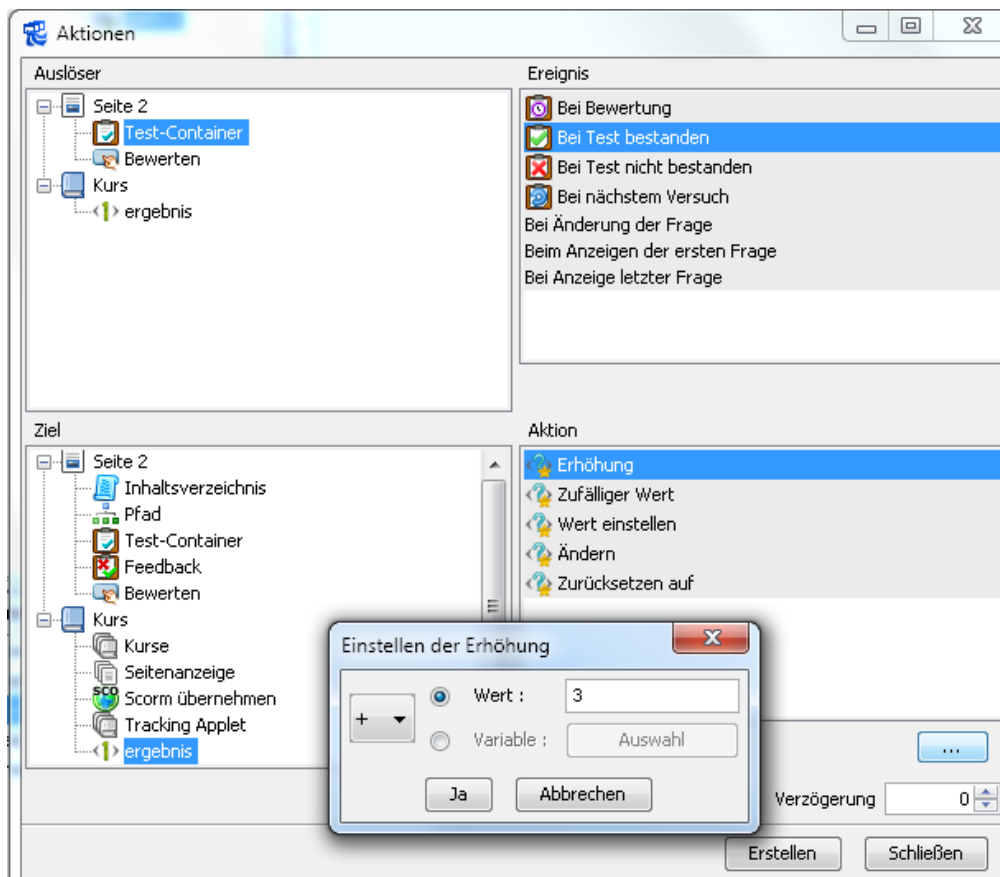 Aktionen
Auslöser
Seite 2
Test-Container
Bewerten
Kurs
ergebnis
Ereignis
Bei Bewertung
Bei Test bestanden
Bei Test nicht bestanden
Bei nächstem Versuch
Bei Änderung der Frage
Beim Anzeigen der ersten Frage
Bei Anzeige letzter Frage
Ziel
Seite 2
Inhaltsverzeichnis
Pfad
Test-Container
Feedback
Bewerten
Kurs
Kurse
Seitenanzeige
SCO Scorm übernehmen
Tracking Applet
ergebnis
Aktion
Erhöhung
Zufälliger Wert
Wert einstellen
Ändern
Zurücksetzen auf
Einstellen der Erhöhung
+ Wert : 3
Variable : Auswahl
Ja Abbrechen
...
Verzögerung 0
Erstellen Schließen